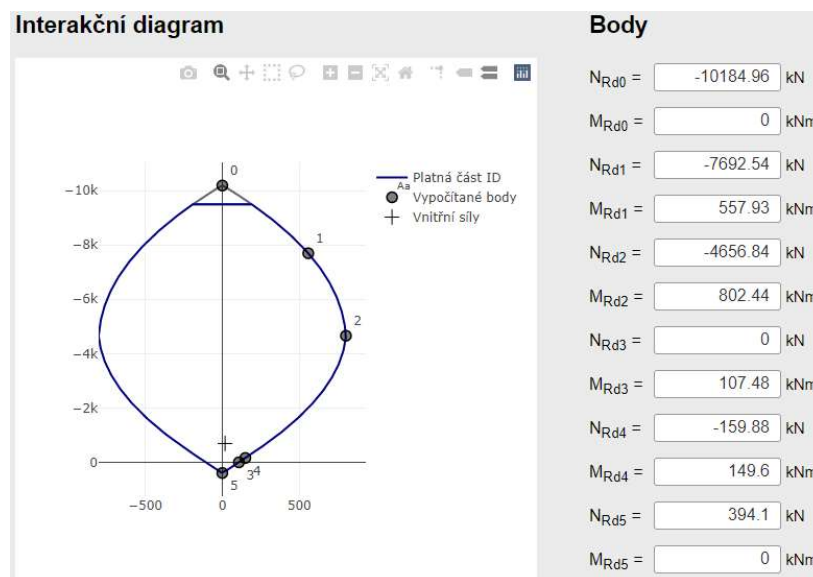 Interakční diagram
0
−10k
Platná část ID
Aa
Vypočítané body
Vnitřní síly
1
−8k
−6k
2
−4k
−2k
0
3
4
5
−500
0
500
Body
NRd0 = -10184.96 kN
MRd0 = 0 kNm
NRd1 = -7692.54 kN
MRd1 = 557.93 kNm
NRd2 = -4656.84 kN
MRd2 = 802.44 kNm
NRd3 = 0 kN
MRd3 = 107.48 kNm
NRd4 = -159.88 kN
MRd4 = 149.6 kNm
NRd5 = 394.1 kN
MRd5 = 0 kNm